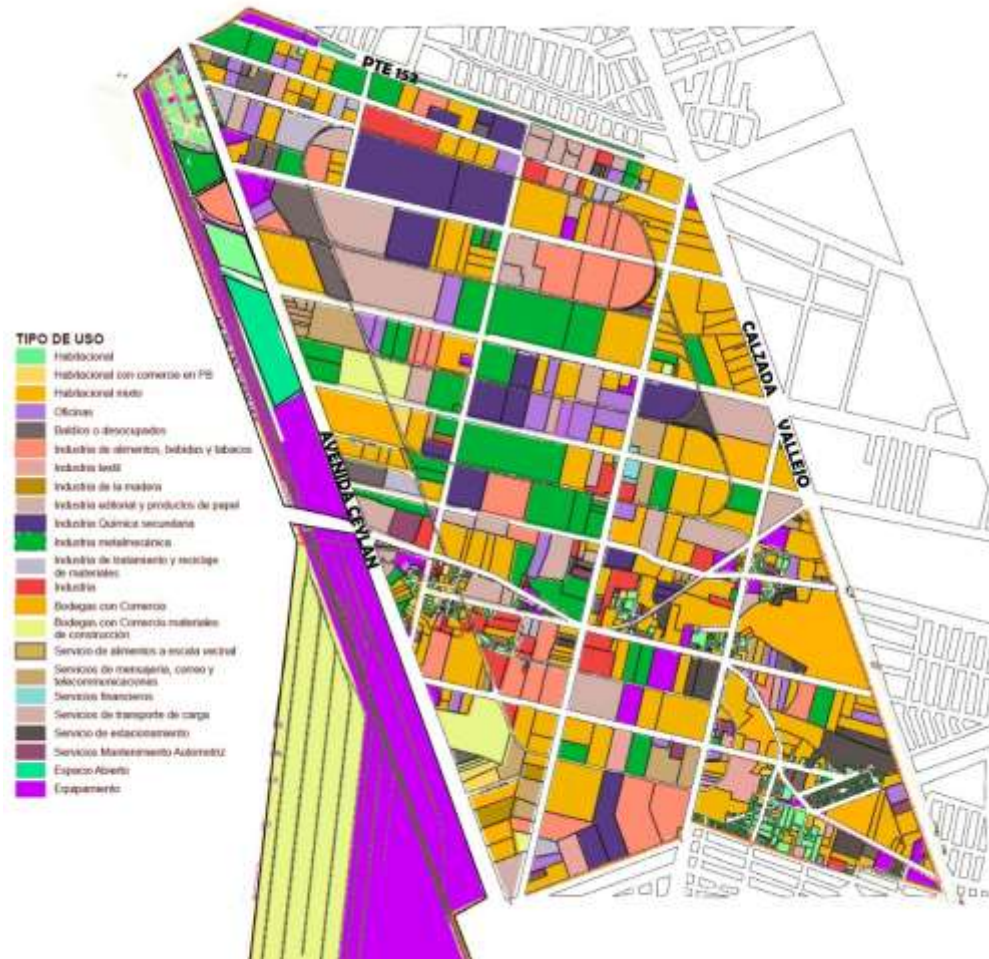 PTE 152
CALZADA
VALLEJO
AVENIDA CEYLAN
TIPO DE USO
Habitacional
Habitacional con comercio en PB
Habitacional mixto
Oficinas
Baldíos o desocupados
Industria de alimentos, bebidas y tabacos
Industria textil
Industria de la madera
Industria editorial y productos de papel
Industria Química secundaria
Industria metalmecánica
Industria de tratamiento y reciclaje
de materiales
Industria
Bodegas con Comercio
Bodegas con Comercio materiales
de construcción
Servicio de alimentos a escala vecinal
Servicios de mensajería, correo y
telecomunicaciones
Servicios financieros
Servicios de transporte de carga
Servicio de estacionamiento
Servicios Mantenimiento Automotriz
Espacio Abierto
Equipamiento